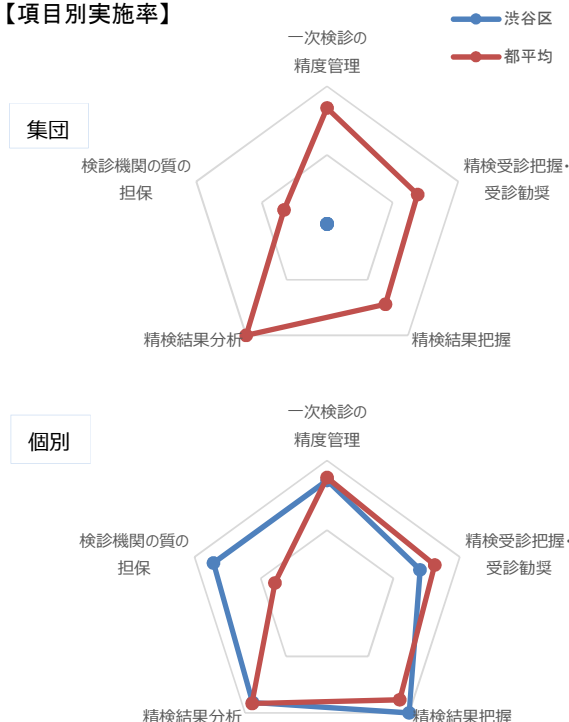 【項目別実施率】
渋谷区
都平均
集団
一次検診の
精度管理
検診機関の質の
担保
精検受診把握・
受診勧奨
精検結果分析
精検結果把握
個別
一次検診の
精度管理
検診機関の質の
担保
精検受診把握・
受診勧奨
精検結果分析
精検結果把握